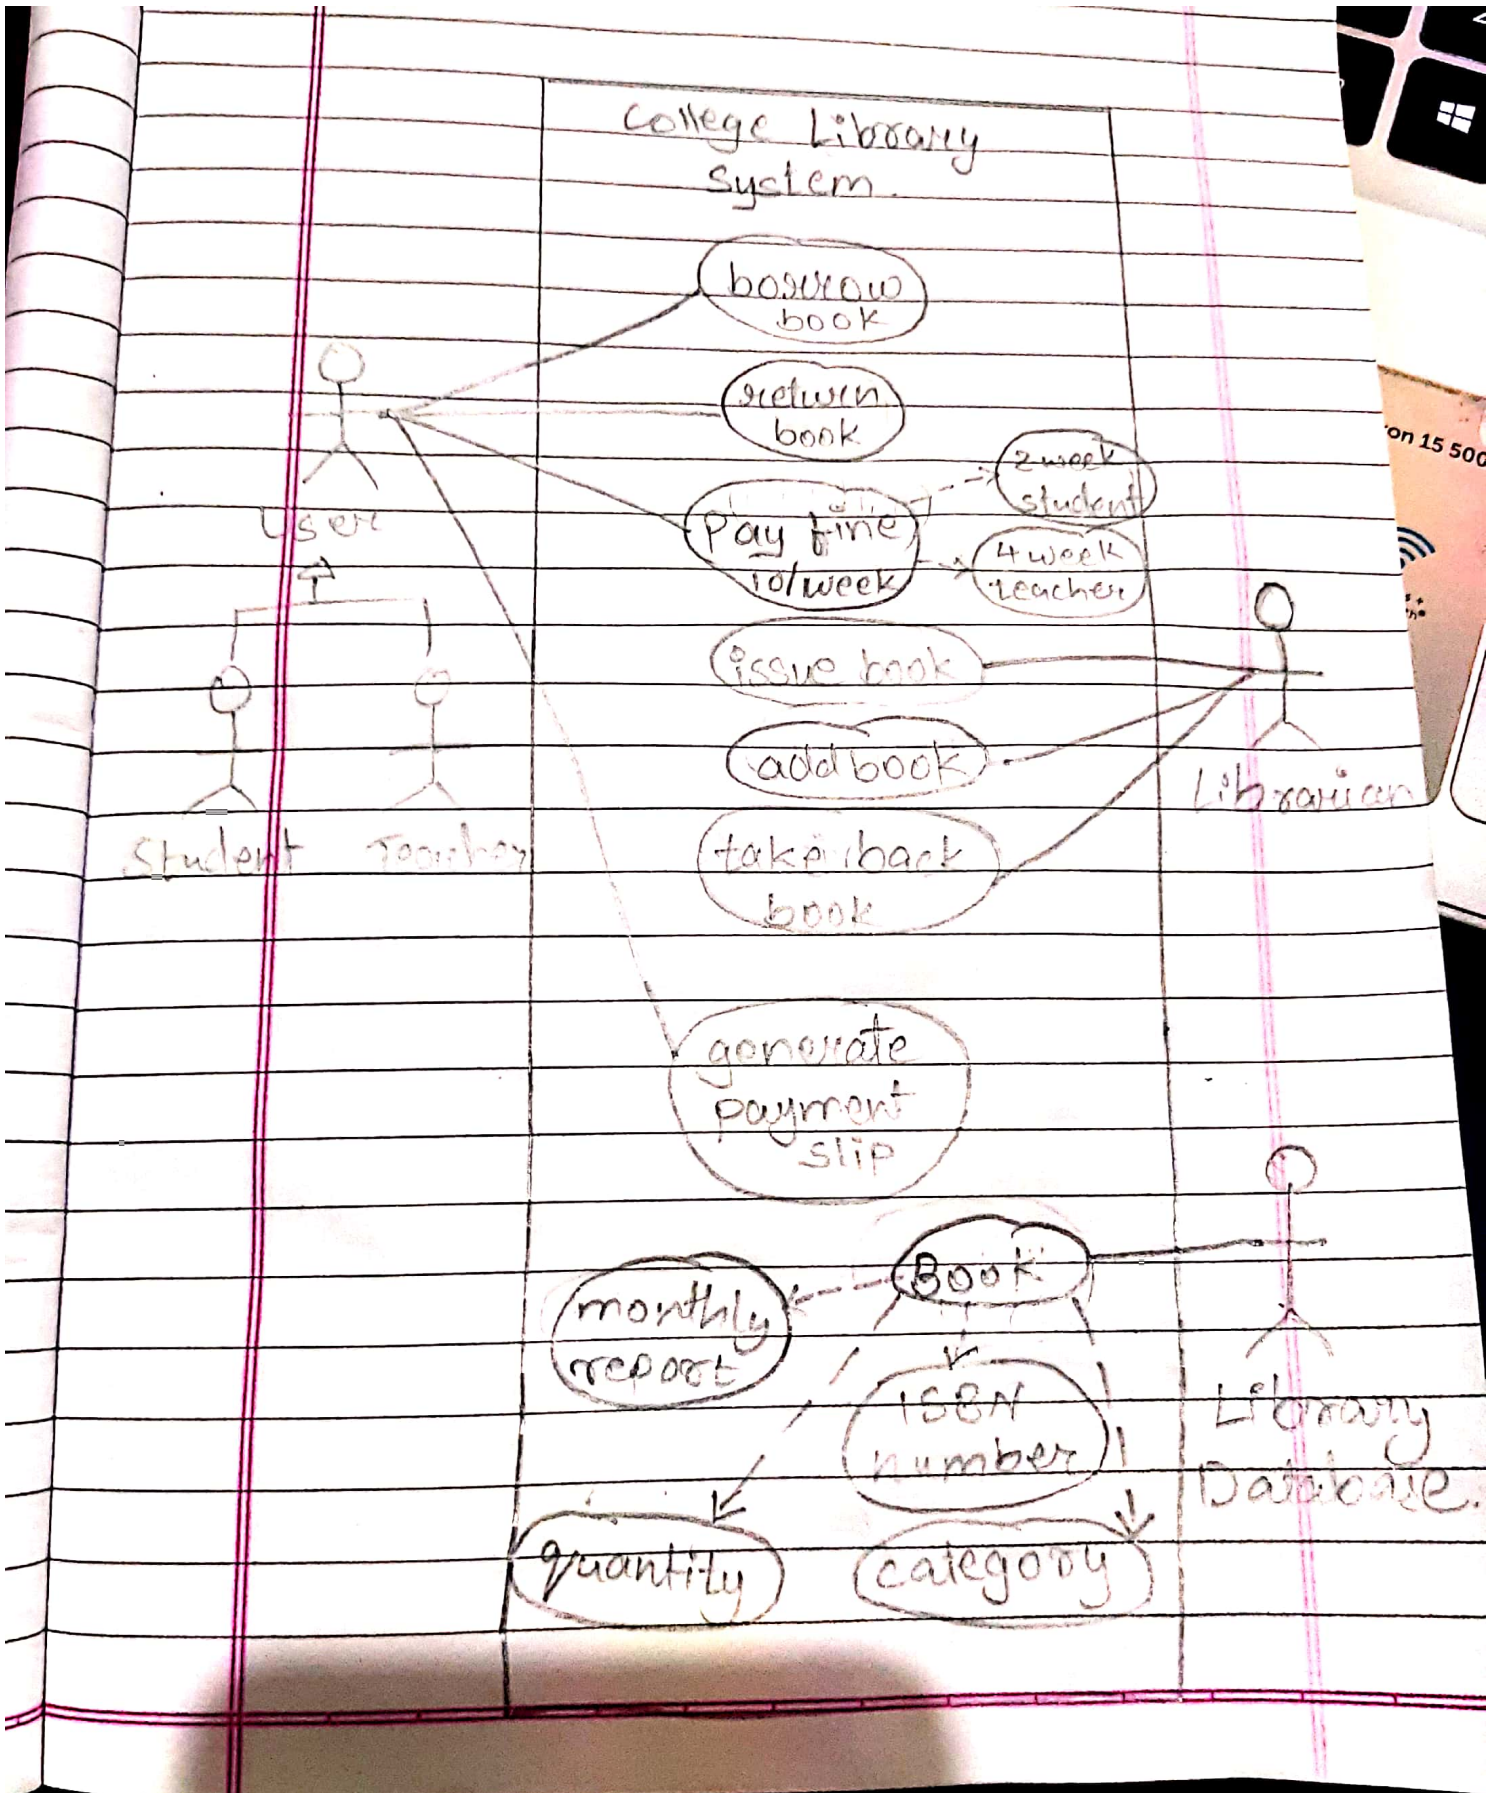 College Library
System.
borrow
book
return
book
2 week
student
User
Pay fine
10/week
4 week
teacher
on 15 500
issue book
add book
Librarian
Student
Teacher
take back
book
generate
payment
slip
Book
monthly
report
ISBN
number
Library
Database.
quantity
category